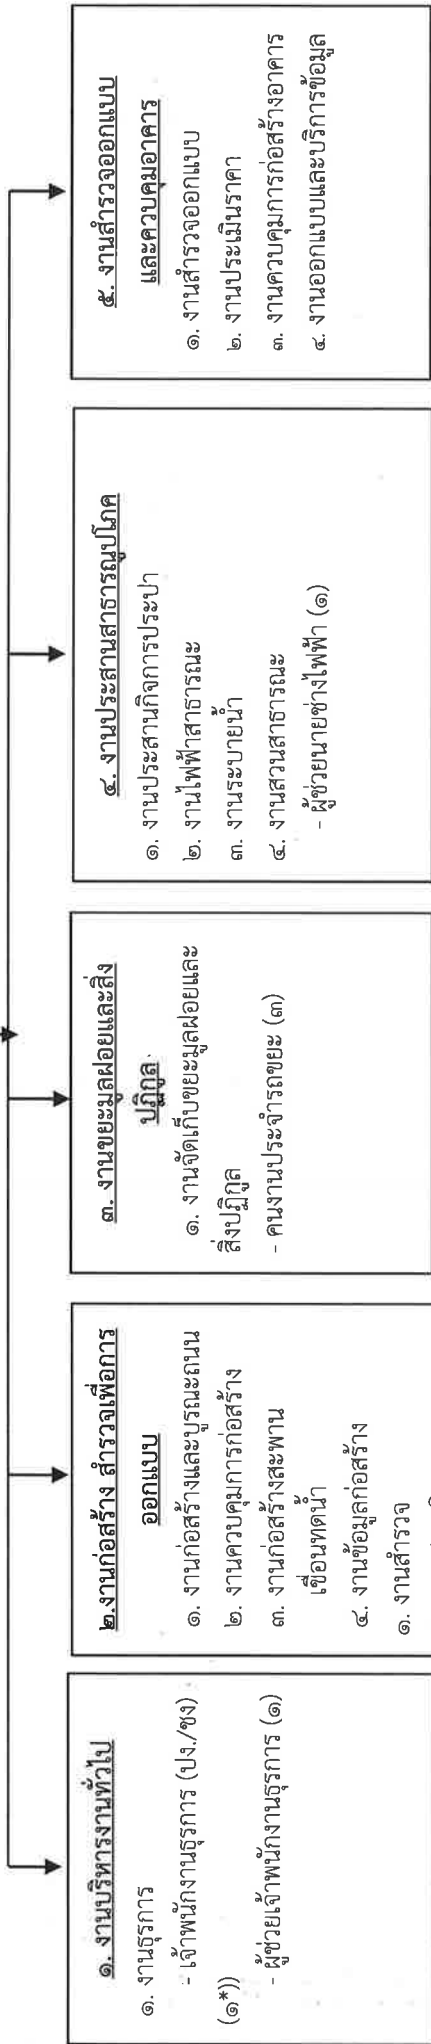 ๑. งานบริหารงานทั่วไป
๑. งานธุรการ
- เจ้าพนักงานธุรการ (ปง./ชง)
(๑*))
- ผู้ช่วยเจ้าพนักงานธุรการ (๑)
๒.งานก่อสร้าง สำรวจเพื่อการ
ออกแบบ
๑. งานก่อสร้างและบูรณะถนน
๒. งานควบคุมการก่อสร้าง
๓. งานก่อสร้างสะพาน
เขื่อนทดน้ำ
๔. งานข้อมูลก่อสร้าง
๑. งานสำรวจ
๓. งานขยะมูลฝอยและสิ่ง
ปฏิกูล
๑. งานจัดเก็บขยะมูลฝอยและ
สิ่งปฏิกูล
- คนงานประจำรถขยะ (๓)
๔. งานประสานสาธารณูปโภค
๑. งานประสานกิจการประปา
๒. งานไฟฟ้าสาธารณะ
๓. งานระบายน้ำ
๔. งานสวนสาธารณะ
- ผู้ช่วยนายช่างไฟฟ้า (๑)
๕. งานสำรวจออกแบบ
และควบคุมอาคาร
๑. งานสำรวจออกแบบ
๒. งานประเมินราคา
๓. งานควบคุมการก่อสร้างอาคาร
๔. งานออกแบบและบริการข้อมูล